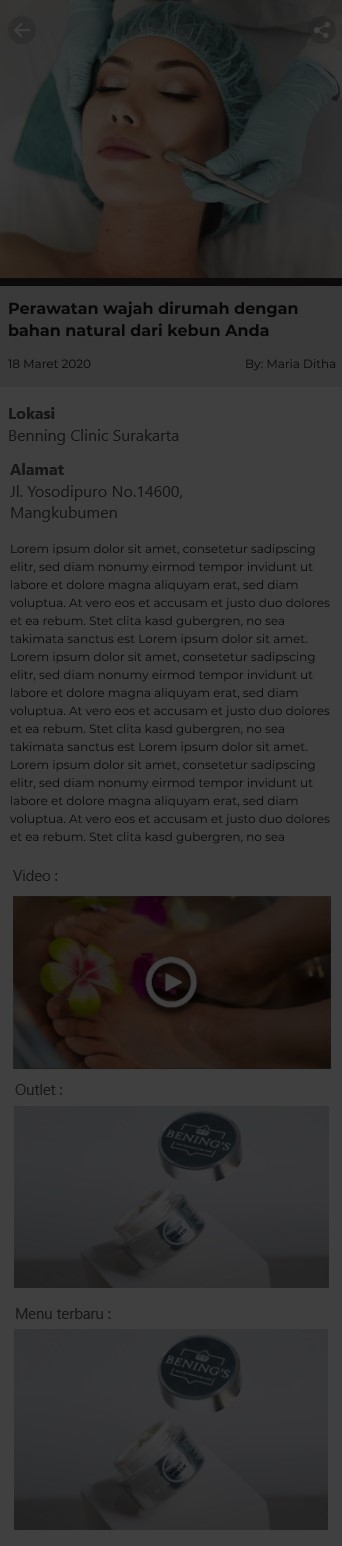 Perawatan wajah dirumah dengan
bahan natural dari kebun Anda
18 Maret 2020 By: Maria Ditha
Lokasi
Benning Clinic Surakarta
Alamat
Jl. Yosodipuro No.14600,
Mangkubumen
Lorem ipsum dolor sit amet, consetetur sadipscing
elitr, sed diam nonumy eirmod tempor invidunt ut
labore et dolore magna aliquyam erat, sed diam
voluptua. At vero eos et accusam et justo duo dolores
et ea rebum. Stet clita kasd gubergren, no sea
takimata sanctus est Lorem ipsum dolor sit amet.
Lorem ipsum dolor sit amet, consetetur sadipscing
elitr, sed diam nonumy eirmod tempor invidunt ut
labore et dolore magna aliquyam erat, sed diam
voluptua. At vero eos et accusam et justo duo dolores
et ea rebum. Stet clita kasd gubergren, no sea
takimata sanctus est Lorem ipsum dolor sit amet.
Lorem ipsum dolor sit amet, consetetur sadipscing
elitr, sed diam nonumy eirmod tempor invidunt ut
labore et dolore magna aliquyam erat, sed diam
voluptua. At vero eos et accusam et justo duo dolores
et ea rebum. Stet clita kasd gubergren, no sea
Video :
Outlet :
BENING'S
Menu terbaru :
BENING'S